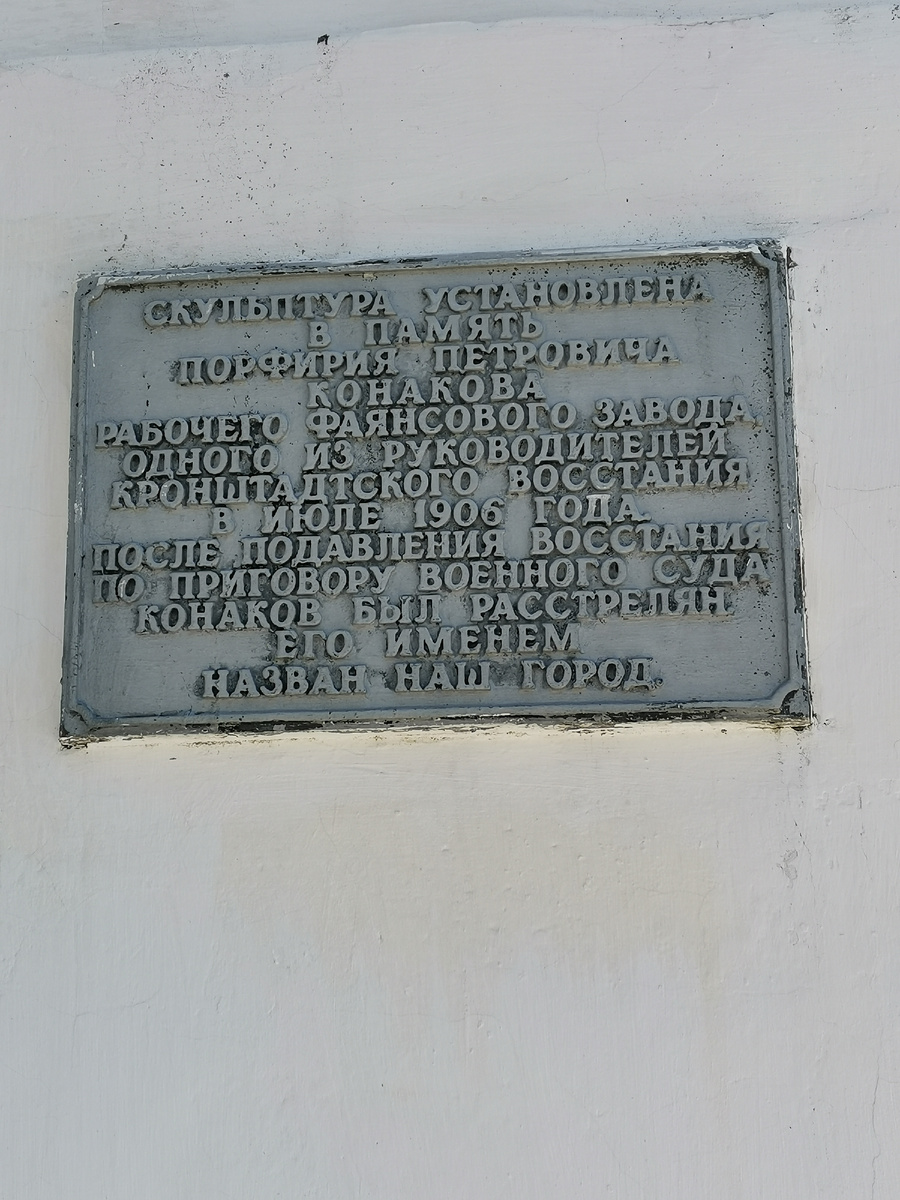 СКУЛЬПТУРА УСТАНОВЛЕНА
В ПАМЯТЬ
ПОРФИРИЯ ПЕТРОВИЧА
КОНАКОВА
РАБОЧЕГО ФАЯНСОВОГО ЗАВОДА,
ОДНОГО ИЗ РУКОВОДИТЕЛЕЙ
КРОНШТАДТСКОГО ВОССТАНИЯ
В ИЮЛЕ 1906 ГОДА.
ПОСЛЕ ПОДАВЛЕНИЯ ВОССТАНИЯ
ПО ПРИГОВОРУ ВОЕННОГО СУДА
КОНАКОВ БЫЛ РАССТРЕЛЯН.
ЕГО ИМЕНЕМ
НАЗВАН НАШ ГОРОД.